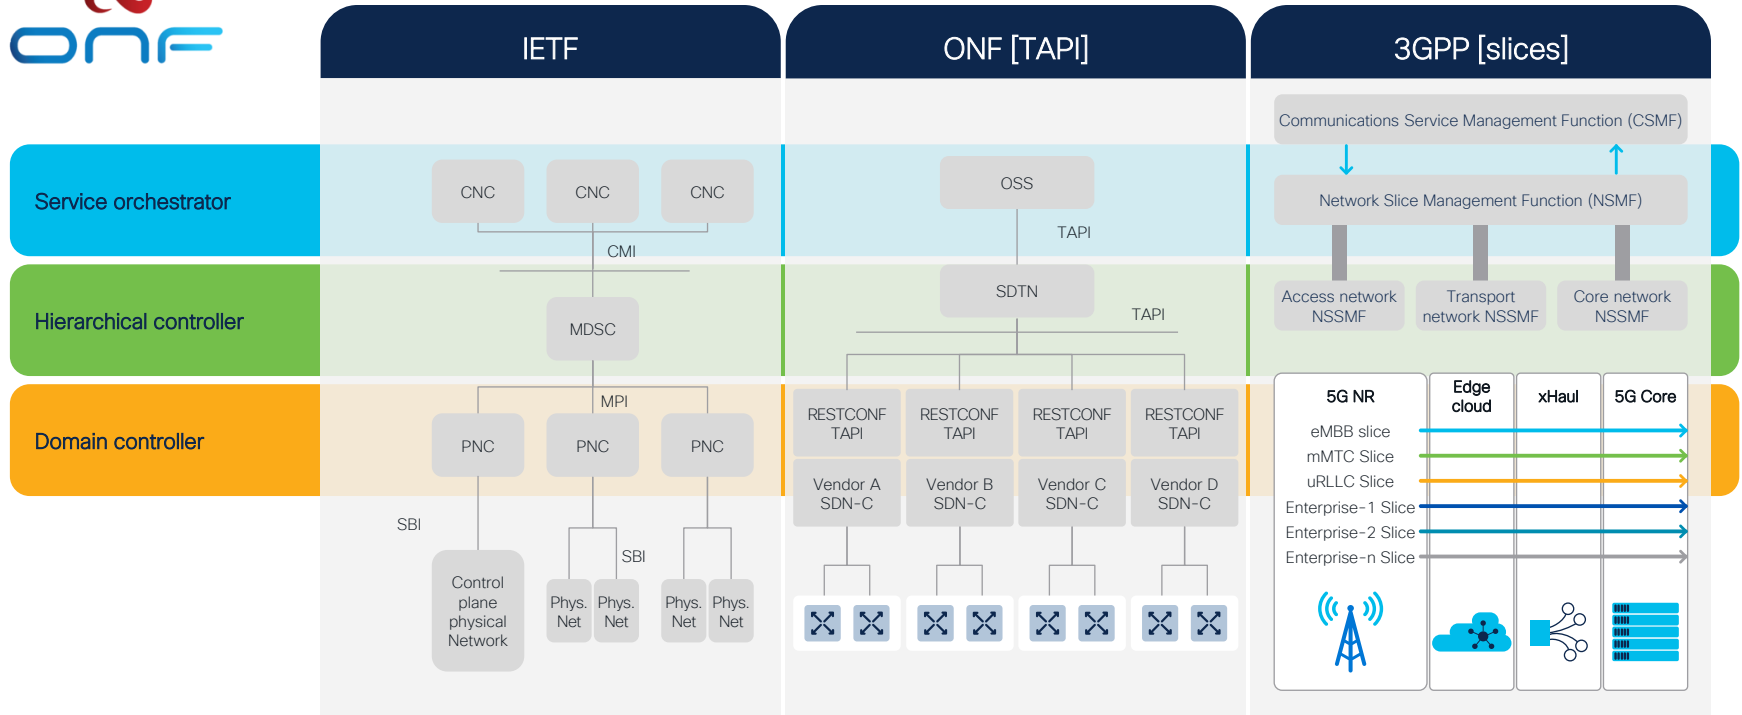 ONF
IETF
ONF [TAPI]
3GPP [slices]
Communications Service Management Function (CSMF)
Service orchestrator
CNC
CNC
CNC
CMI
OSS
TAPI
Network Slice Management Function (NSMF)
Hierarchical controller
MDSC
SDTN
TAPI
Access network
NSSMF
Transport
network NSSMF
Core network
NSSMF
Domain controller
MPI
PNC
PNC
PNC
RESTCONF
TAPI
RESTCONF
TAPI
RESTCONF
TAPI
RESTCONF
TAPI
Vendor A
SDN-C
Vendor B
SDN-C
Vendor C
SDN-C
Vendor D
SDN-C
SBI
SBI
Control
plane
physical
Network
Phys.
Net
Phys.
Net
Phys.
Net
Phys.
Net
5G NR
Edge
cloud
xHaul
5G Core
eMBB slice
mMTC Slice
uRLLC Slice
Enterprise-1 Slice
Enterprise-2 Slice
Enterprise-n Slice